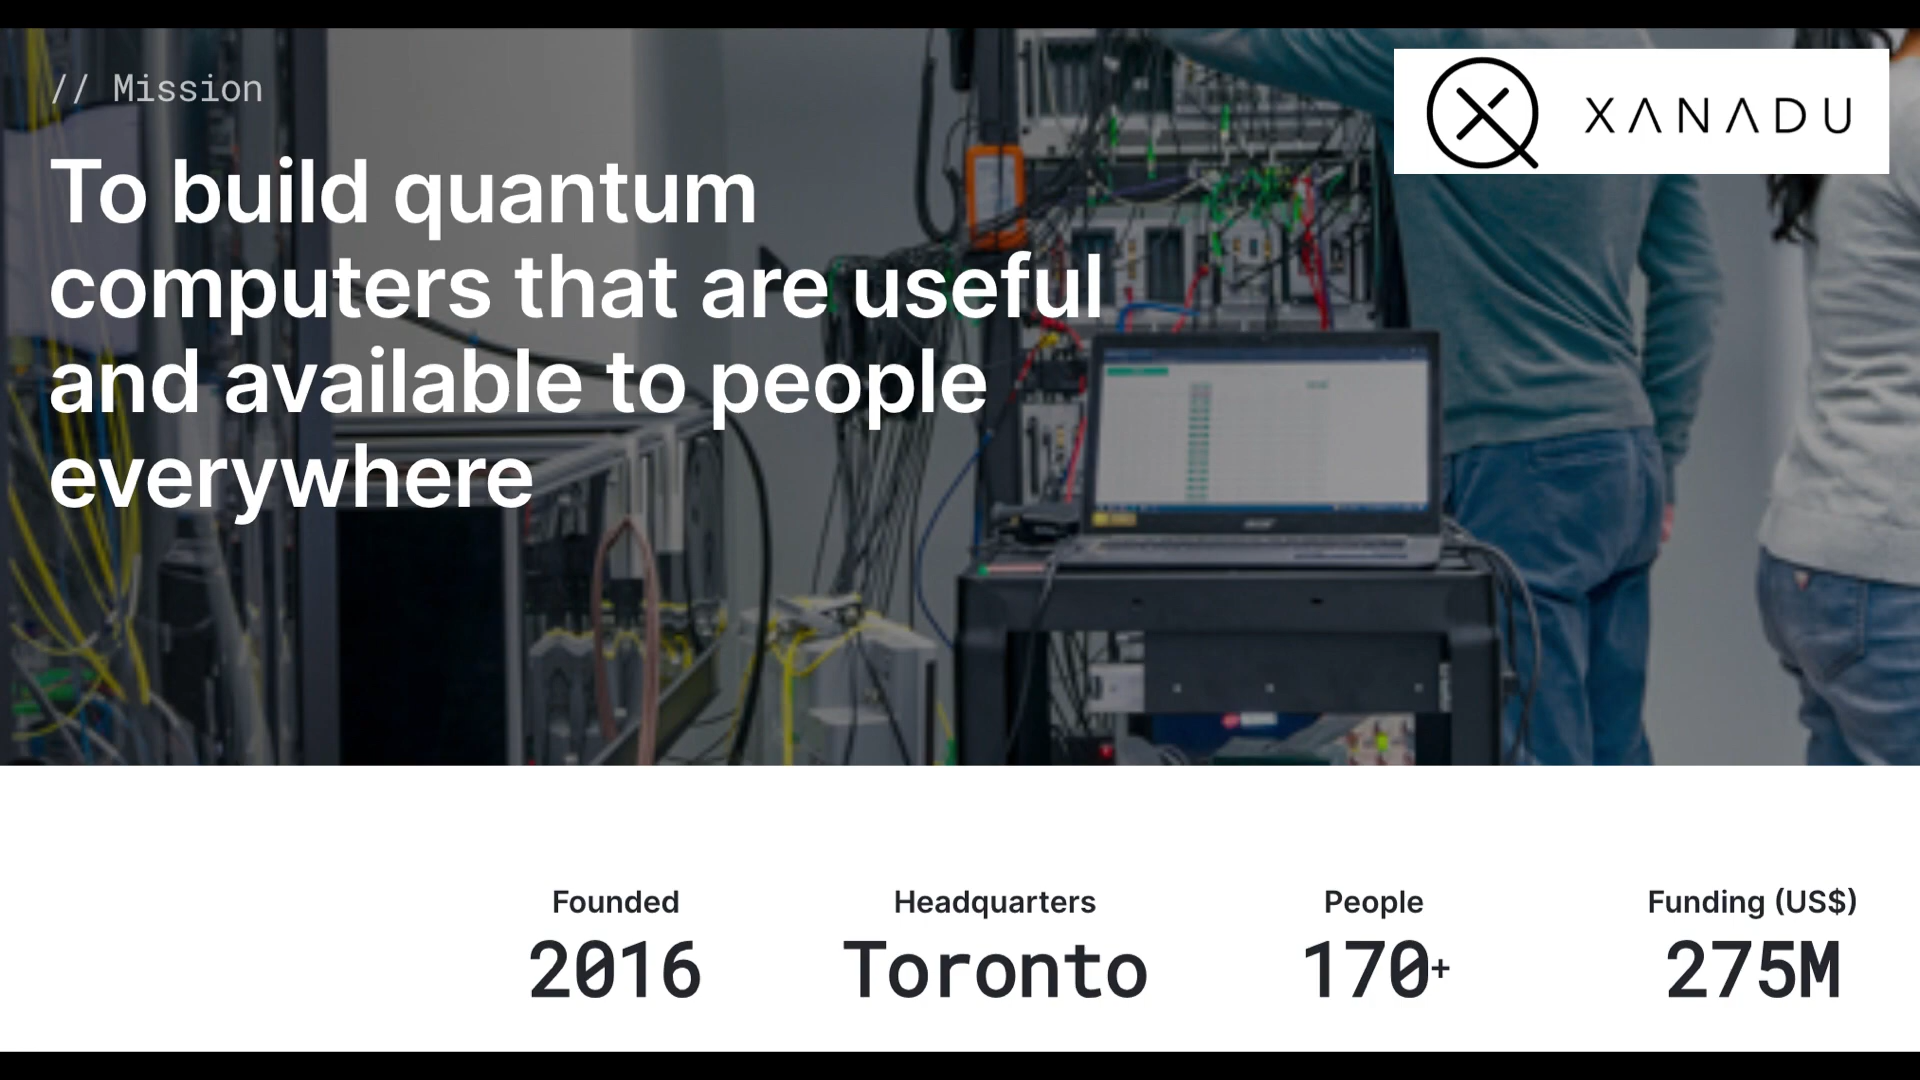 // Mission
XANADU
To build quantum
computers that are useful
and available to people
everywhere
Founded
2016
Headquarters
Toronto
People
170+
Funding (US$)
275M